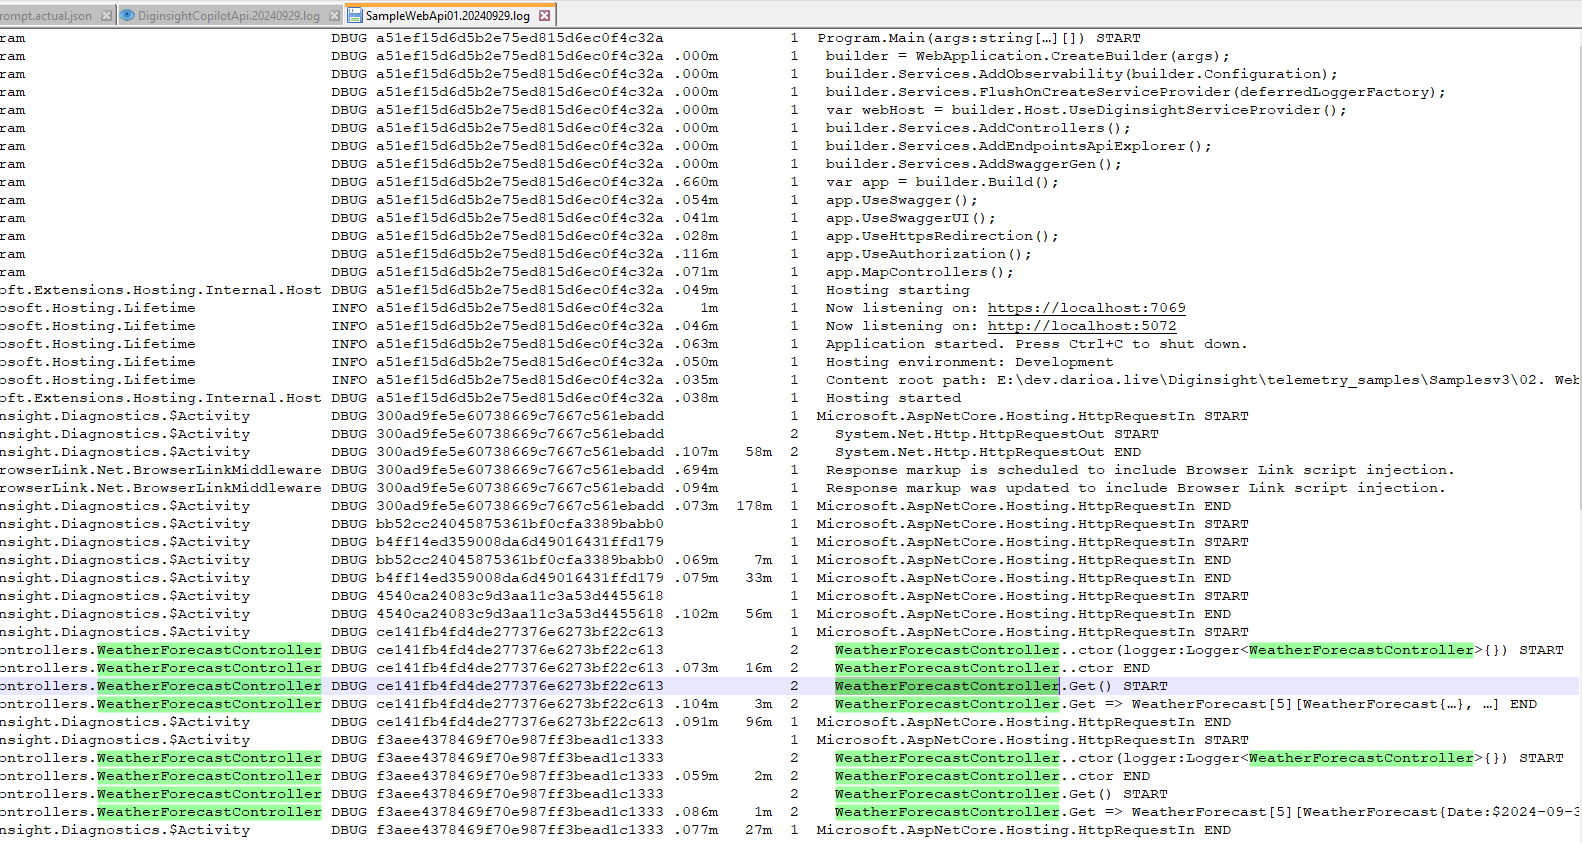 rompt.actual.json DiginsightCopilotApi.20240929.log SampleWebApi01.20240929.log
ram DBUG a51ef15d6d5b2e75ed815d6ec0f4c32a 1 Program.Main(args:string[…][]) START
ram DBUG a51ef15d6d5b2e75ed815d6ec0f4c32a .000m 1 builder = WebApplication.CreateBuilder(args);
ram DBUG a51ef15d6d5b2e75ed815d6ec0f4c32a .000m 1 builder.Services.AddObservability(builder.Configuration);
ram DBUG a51ef15d6d5b2e75ed815d6ec0f4c32a .000m 1 builder.Services.FlushOnCreateServiceProvider(deferredLoggerFactory);
ram DBUG a51ef15d6d5b2e75ed815d6ec0f4c32a .000m 1 var webHost = builder.Host.UseDiginsightServiceProvider();
ram DBUG a51ef15d6d5b2e75ed815d6ec0f4c32a .000m 1 builder.Services.AddControllers();
ram DBUG a51ef15d6d5b2e75ed815d6ec0f4c32a .000m 1 builder.Services.AddEndpointsApiExplorer();
ram DBUG a51ef15d6d5b2e75ed815d6ec0f4c32a .000m 1 builder.Services.AddSwaggerGen();
ram DBUG a51ef15d6d5b2e75ed815d6ec0f4c32a .660m 1 var app = builder.Build();
ram DBUG a51ef15d6d5b2e75ed815d6ec0f4c32a .054m 1 app.UseSwagger();
ram DBUG a51ef15d6d5b2e75ed815d6ec0f4c32a .041m 1 app.UseSwaggerUI();
ram DBUG a51ef15d6d5b2e75ed815d6ec0f4c32a .028m 1 app.UseHttpsRedirection();
ram DBUG a51ef15d6d5b2e75ed815d6ec0f4c32a .116m 1 app.UseAuthorization();
ram DBUG a51ef15d6d5b2e75ed815d6ec0f4c32a .071m 1 app.MapControllers();
oft.Extensions.Hosting.Internal.Host DBUG a51ef15d6d5b2e75ed815d6ec0f4c32a .049m 1 Hosting starting
osoft.Hosting.Lifetime INFO a51ef15d6d5b2e75ed815d6ec0f4c32a 1m 1 Now listening on: https://localhost:7069
osoft.Hosting.Lifetime INFO a51ef15d6d5b2e75ed815d6ec0f4c32a .046m 1 Now listening on: http://localhost:5072
osoft.Hosting.Lifetime INFO a51ef15d6d5b2e75ed815d6ec0f4c32a .063m 1 Application started. Press Ctrl+C to shut down.
osoft.Hosting.Lifetime INFO a51ef15d6d5b2e75ed815d6ec0f4c32a .050m 1 Hosting environment: Development
osoft.Hosting.Lifetime INFO a51ef15d6d5b2e75ed815d6ec0f4c32a .035m 1 Content root path: E:\dev.darioa.live\Diginsight\telemetry_samples\Samplesv3\02. Web
oft.Extensions.Hosting.Internal.Host DBUG a51ef15d6d5b2e75ed815d6ec0f4c32a .038m 1 Hosting started
nsight.Diagnostics.$Activity DBUG 300ad9fe5e60738669c7667c561ebadd 1 Microsoft.AspNetCore.Hosting.HttpRequestIn START
nsight.Diagnostics.$Activity DBUG 300ad9fe5e60738669c7667c561ebadd 2 System.Net.Http.HttpRequestOut START
nsight.Diagnostics.$Activity DBUG 300ad9fe5e60738669c7667c561ebadd .107m 58m 2 System.Net.Http.HttpRequestOut END
rowserLink.Net.BrowserLinkMiddleware DBUG 300ad9fe5e60738669c7667c561ebadd .694m 1 Response markup is scheduled to include Browser Link script injection.
rowserLink.Net.BrowserLinkMiddleware DBUG 300ad9fe5e60738669c7667c561ebadd .094m 1 Response markup was updated to include Browser Link script injection.
nsight.Diagnostics.$Activity DBUG 300ad9fe5e60738669c7667c561ebadd .073m 178m 1 Microsoft.AspNetCore.Hosting.HttpRequestIn END
nsight.Diagnostics.$Activity DBUG bb52cc24045875361bf0cfa3389babb0 1 Microsoft.AspNetCore.Hosting.HttpRequestIn START
nsight.Diagnostics.$Activity DBUG b4ff14ed359008da6d49016431ffd179 1 Microsoft.AspNetCore.Hosting.HttpRequestIn START
nsight.Diagnostics.$Activity DBUG bb52cc24045875361bf0cfa3389babb0 .069m 7m 1 Microsoft.AspNetCore.Hosting.HttpRequestIn END
nsight.Diagnostics.$Activity DBUG b4ff14ed359008da6d49016431ffd179 .079m 33m 1 Microsoft.AspNetCore.Hosting.HttpRequestIn END
nsight.Diagnostics.$Activity DBUG 4540ca24083c9d3aa11c3a53d4455618 1 Microsoft.AspNetCore.Hosting.HttpRequestIn START
nsight.Diagnostics.$Activity DBUG 4540ca24083c9d3aa11c3a53d4455618 .102m 56m 1 Microsoft.AspNetCore.Hosting.HttpRequestIn END
nsight.Diagnostics.$Activity DBUG ce141fb4fd4de277376e6273bf22c613 1 Microsoft.AspNetCore.Hosting.HttpRequestIn START
ontrollers.WeatherForecastController DBUG ce141fb4fd4de277376e6273bf22c613 2 WeatherForecastController..ctor(logger:Logger<WeatherForecastController>{}) START
ontrollers.WeatherForecastController DBUG ce141fb4fd4de277376e6273bf22c613 .073m 16m 2 WeatherForecastController..ctor END
ontrollers.WeatherForecastController DBUG ce141fb4fd4de277376e6273bf22c613 2 WeatherForecastController.Get() START
ontrollers.WeatherForecastController DBUG ce141fb4fd4de277376e6273bf22c613 .104m 3m 2 WeatherForecastController.Get => WeatherForecast[5][WeatherForecast{…}, …] END
nsight.Diagnostics.$Activity DBUG ce141fb4fd4de277376e6273bf22c613 .091m 96m 1 Microsoft.AspNetCore.Hosting.HttpRequestIn END
nsight.Diagnostics.$Activity DBUG f3aee4378469f70e987ff3bead1c1333 1 Microsoft.AspNetCore.Hosting.HttpRequestIn START
ontrollers.WeatherForecastController DBUG f3aee4378469f70e987ff3bead1c1333 2 WeatherForecastController..ctor(logger:Logger<WeatherForecastController>{}) START
ontrollers.WeatherForecastController DBUG f3aee4378469f70e987ff3bead1c1333 .059m 2m 2 WeatherForecastController..ctor END
ontrollers.WeatherForecastController DBUG f3aee4378469f70e987ff3bead1c1333 2 WeatherForecastController.Get() START
ontrollers.WeatherForecastController DBUG f3aee4378469f70e987ff3bead1c1333 .086m 1m 2 WeatherForecastController.Get => WeatherForecast[5][WeatherForecast{Date:$2024-09-3
nsight.Diagnostics.$Activity DBUG f3aee4378469f70e987ff3bead1c1333 .077m 27m 1 Microsoft.AspNetCore.Hosting.HttpRequestIn END